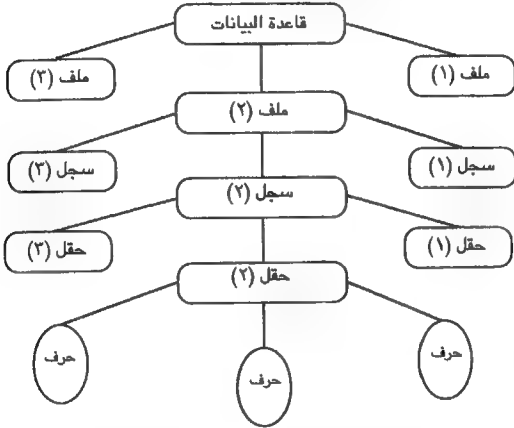 قاعدة البيانات
ملف (١)
ملف (٢)
ملف (٣)
سجل (١)
سجل (٢)
سجل (٣)
حقل (١)
حقل (٢)
حقل (٣)
حرف
حرف
حرف